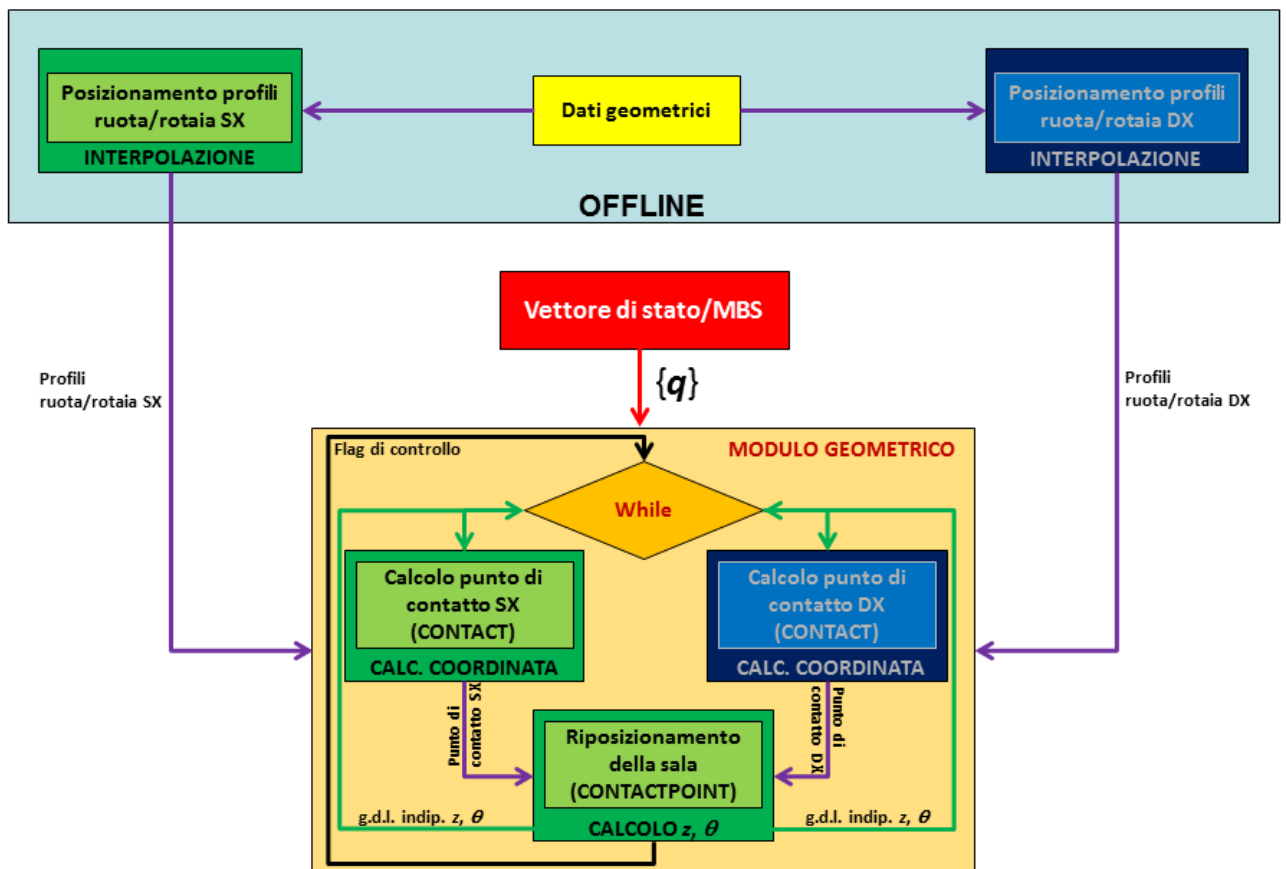 Posizionamento profili
ruota/rotaia SX
INTERPOLAZIONE
Dati geometrici
Posizionamento profili
ruota/rotaia DX
INTERPOLAZIONE
OFFLINE
Vettore di stato/MBS
{q}
Profili
ruota/rotaia SX
Profili
ruota/rotaia DX
Flag di controllo
MODULO GEOMETRICO
While
Calcolo punto di
contatto SX
(CONTACT)
CALC. COORDINATA
Calcolo punto di
contatto DX
(CONTACT)
CALC. COORDINATA
Punto di
contatto SX
Punto di
contatto DX
Riposizionamento
della sala
(CONTACTPOINT)
CALCOLO z, θ
g.d.l. indip. z, θ
g.d.l. indip. z, θ